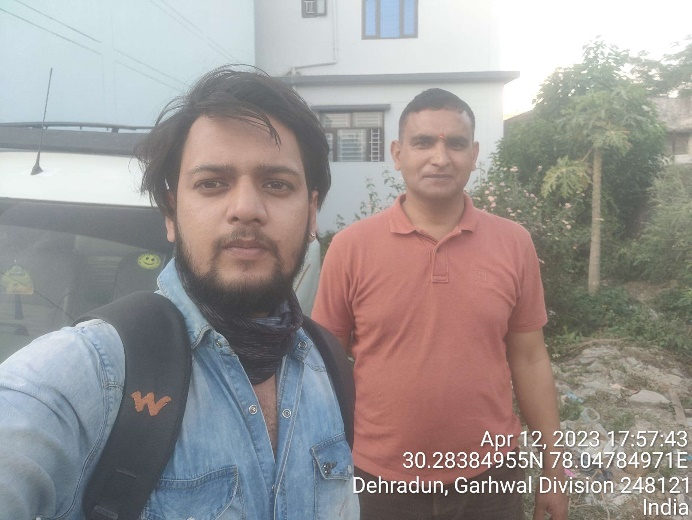 Apr 12, 2023 17:57:43
30.28384955N 78.04784971E
Dehradun, Garhwal Division 248121
India